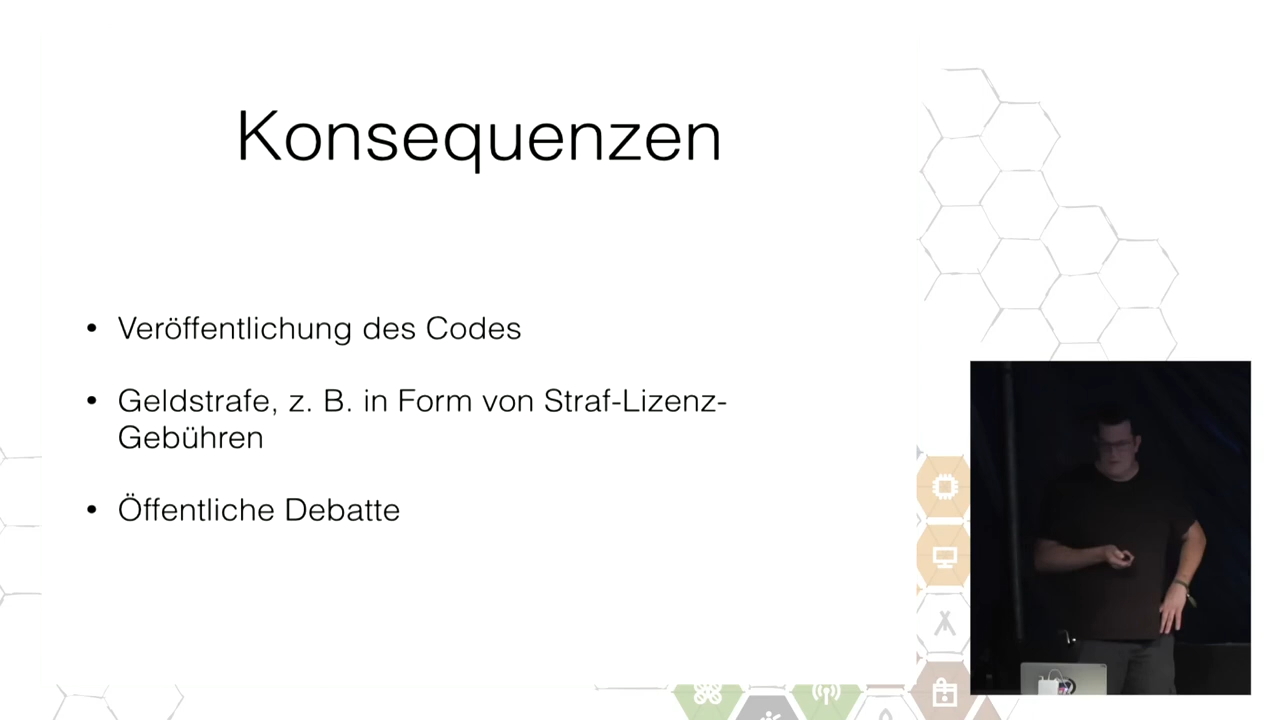 Konsequenzen
• Veröffentlichung des Codes
• Geldstrafe, z. B. in Form von Straf-Lizenz-
Gebühren
• Öffentliche Debatte